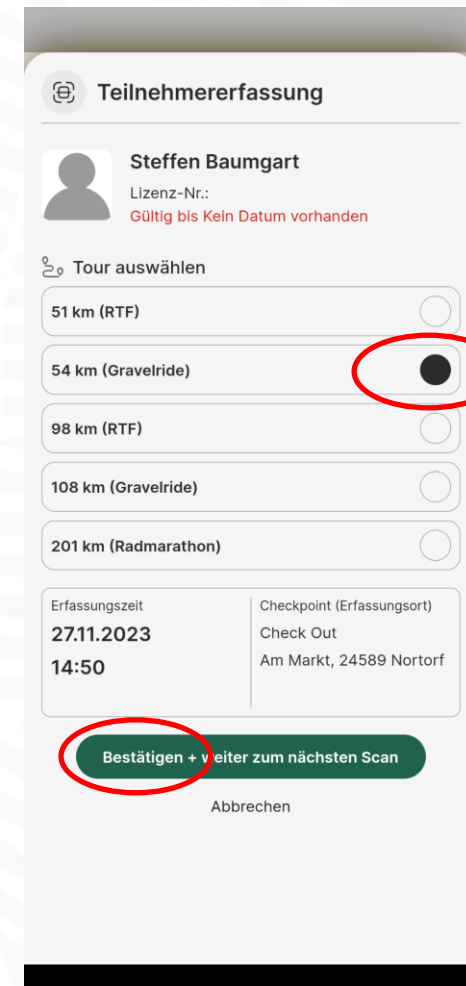 Teilnehmererfassung
Steffen Baumgart
Lizenz-Nr.:
Gültig bis Kein Datum vorhanden
Tour auswählen
51 km (RTF)
54 km (Gravelride)
98 km (RTF)
108 km (Gravelride)
201 km (Radmarathon)
Erfassungszeit
27.11.2023
14:50
Checkpoint (Erfassungsort)
Check Out
Am Markt, 24589 Nortorf
Bestätigen + weiter zum nächsten Scan
Abbrechen